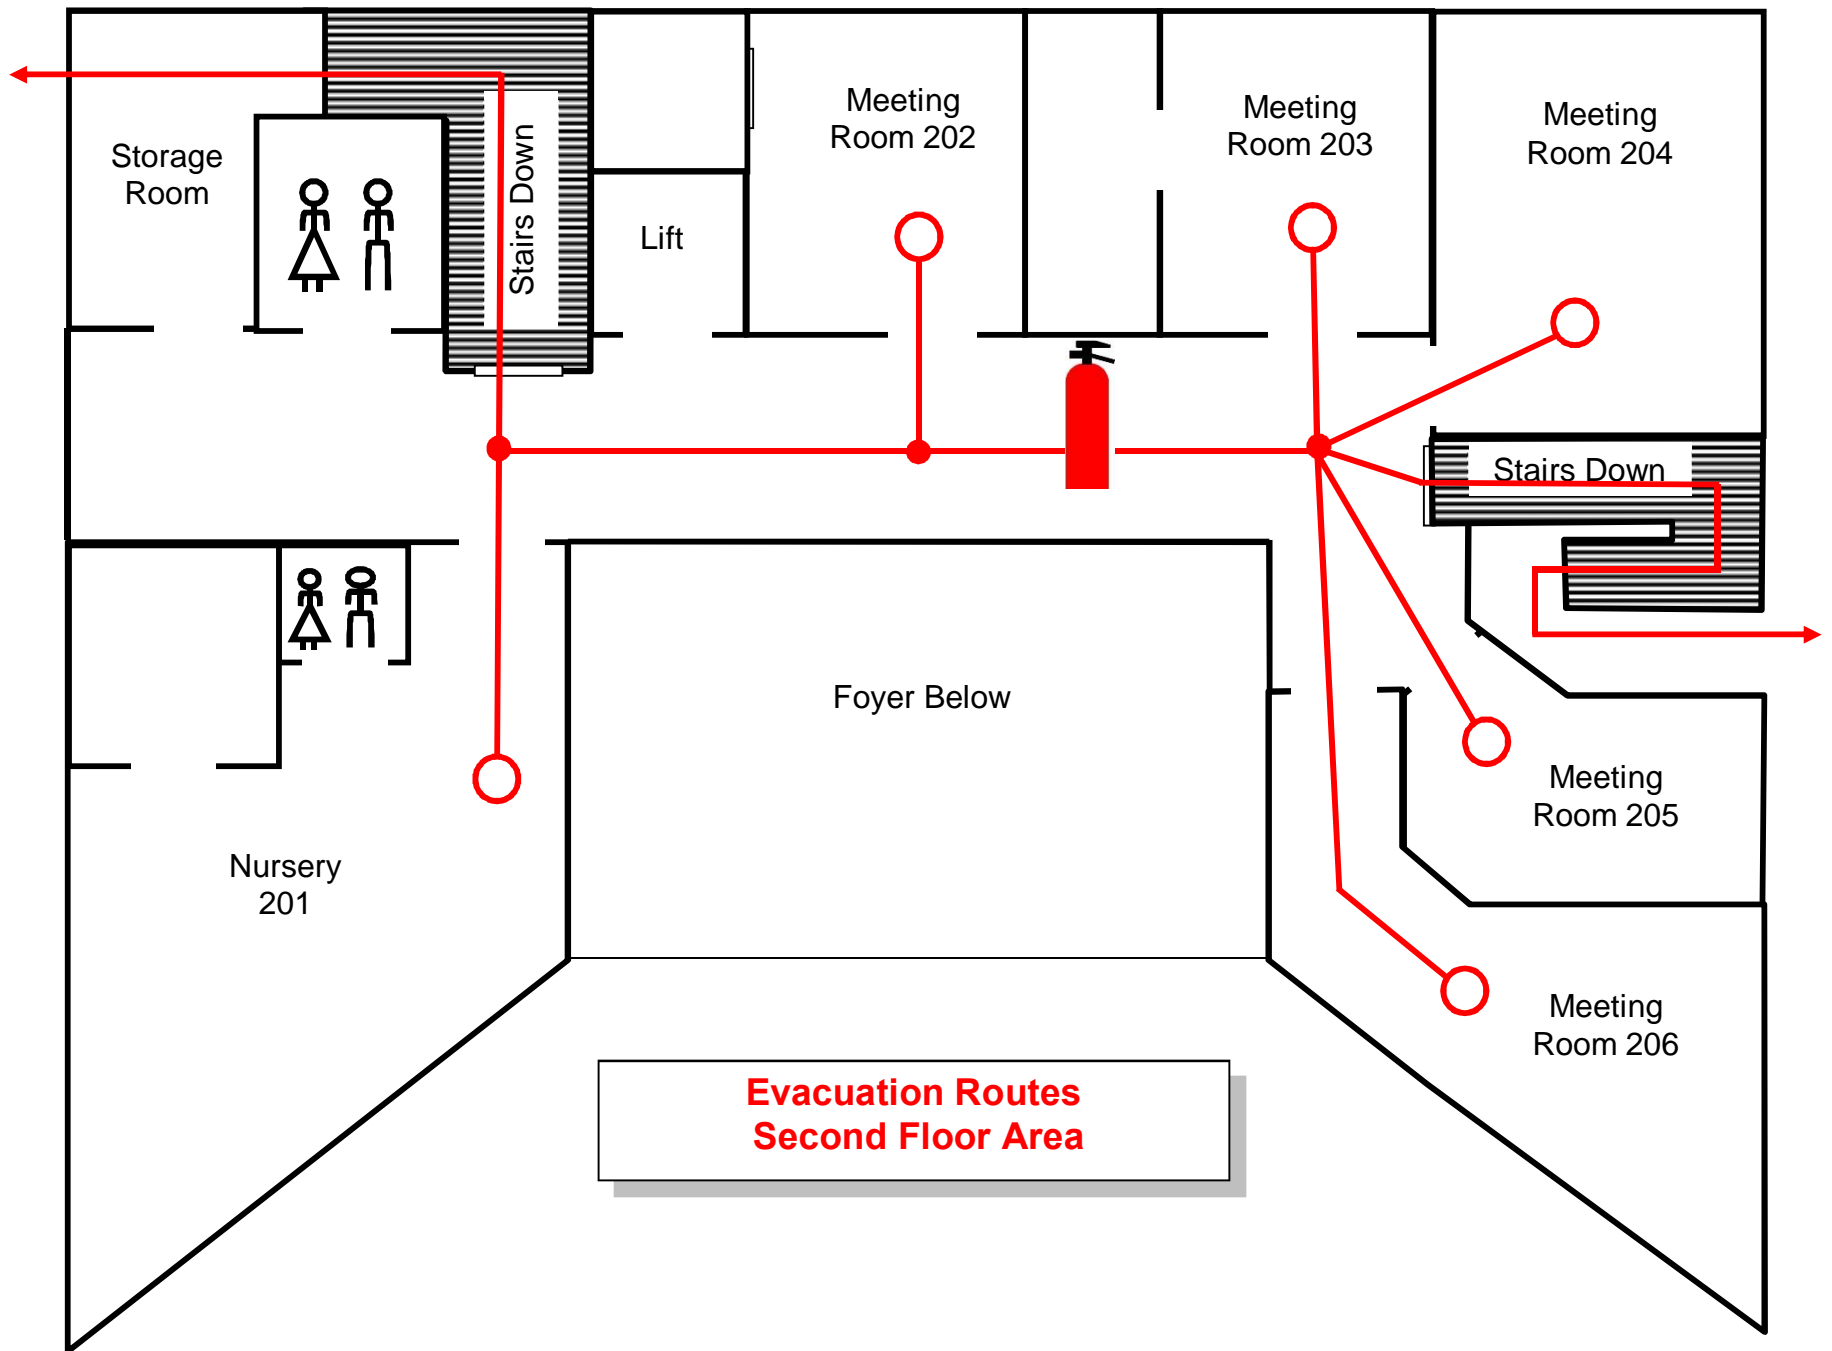 Meeting
Room 202
Meeting
Room 203
Meeting
Room 204
Storage
Room
Stairs Down
Lift
Stairs Down
Foyer Below
Meeting
Room 205
Nursery
201
Meeting
Room 206
Evacuation Routes
Second Floor Area